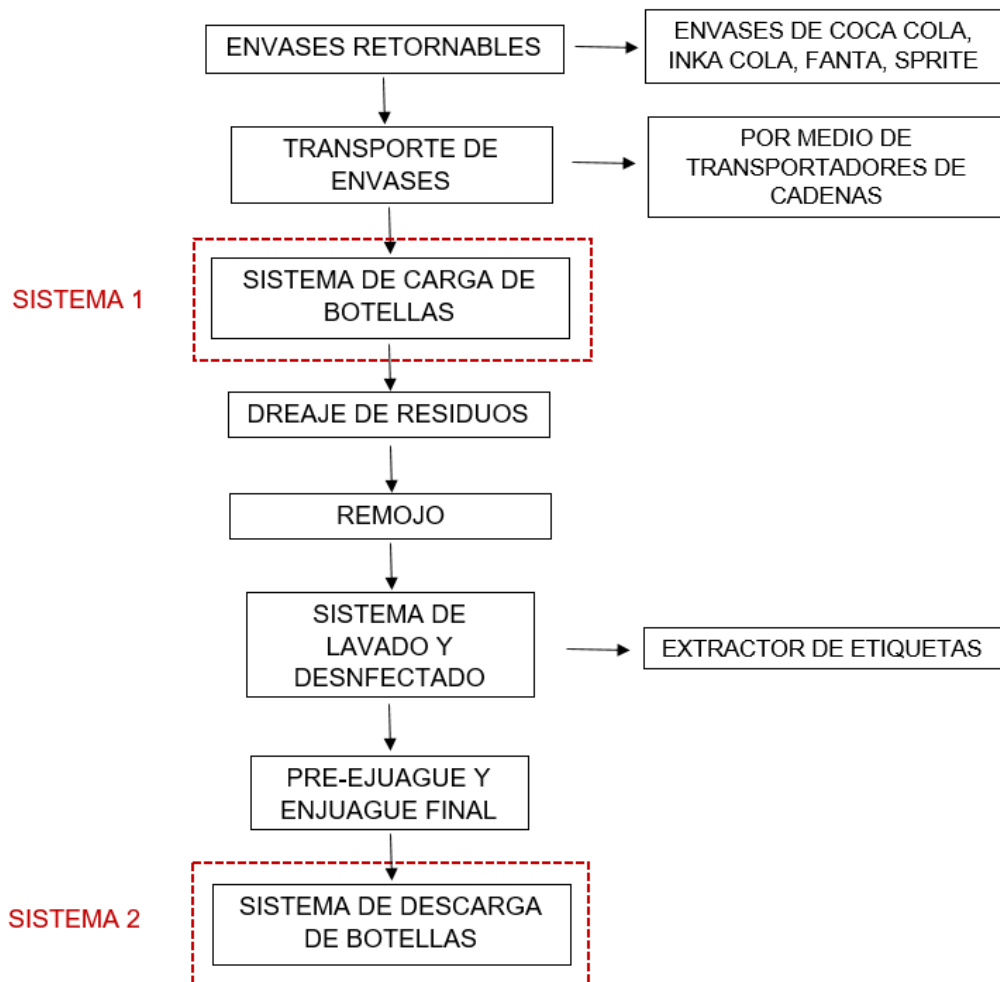 ENVASES RETORNABLES
ENVASES DE COCA COLA,
INKA COLA, FANTA, SPRITE
TRANSPORTE DE
ENVASES
POR MEDIO DE
TRANSPORTADORES DE
CADENAS
SISTEMA 1
SISTEMA DE CARGA DE
BOTELLAS
DREAJE DE RESIDUOS
REMOJO
SISTEMA DE
LAVADO Y
DESNFECTADO
EXTRACTOR DE ETIQUETAS
PRE-EJUAGUE Y
ENJUAGUE FINAL
SISTEMA 2
SISTEMA DE DESCARGA
DE BOTELLAS